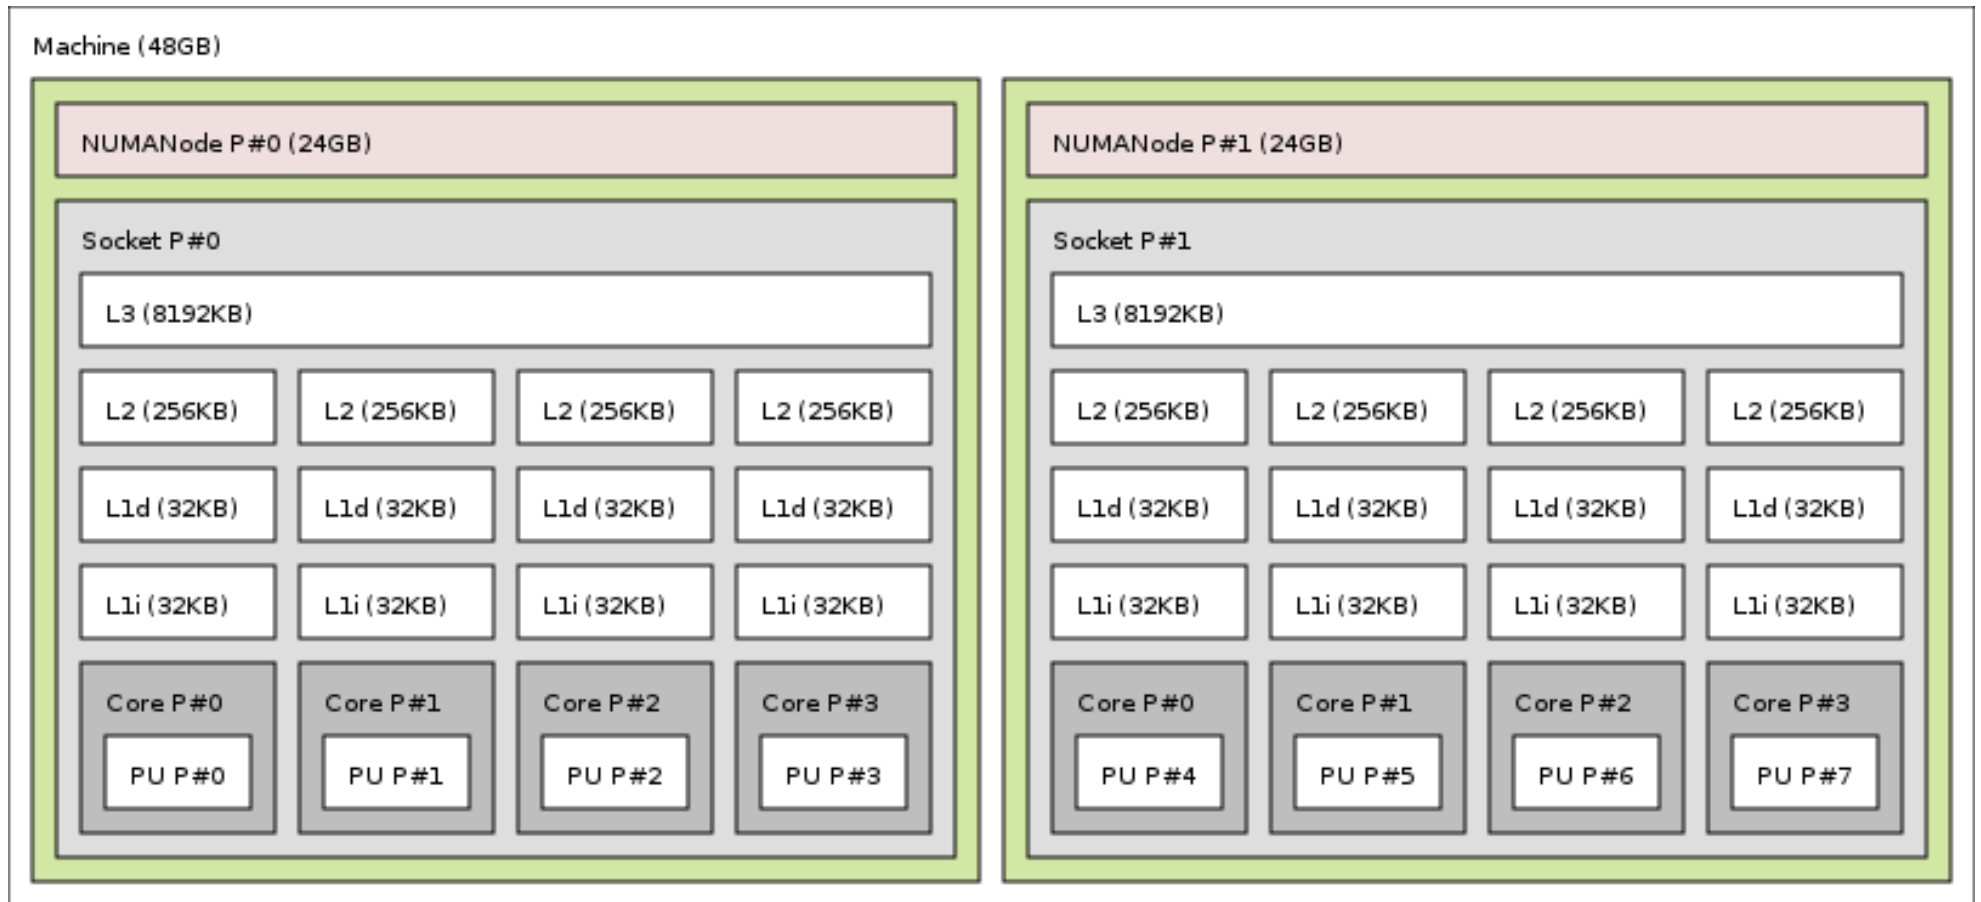 Machine (48GB)
NUMANode P#0 (24GB)
Socket P#0
L3 (8192KB)
L2 (256KB) L2 (256KB) L2 (256KB) L2 (256KB)
L1d (32KB) L1d (32KB) L1d (32KB) L1d (32KB)
L1i (32KB) L1i (32KB) L1i (32KB) L1i (32KB)
Core P#0 Core P#1 Core P#2 Core P#3
PU P#0 PU P#1 PU P#2 PU P#3
NUMANode P#1 (24GB)
Socket P#1
L3 (8192KB)
L2 (256KB) L2 (256KB) L2 (256KB) L2 (256KB)
L1d (32KB) L1d (32KB) L1d (32KB) L1d (32KB)
L1i (32KB) L1i (32KB) L1i (32KB) L1i (32KB)
Core P#0 Core P#1 Core P#2 Core P#3
PU P#4 PU P#5 PU P#6 PU P#7